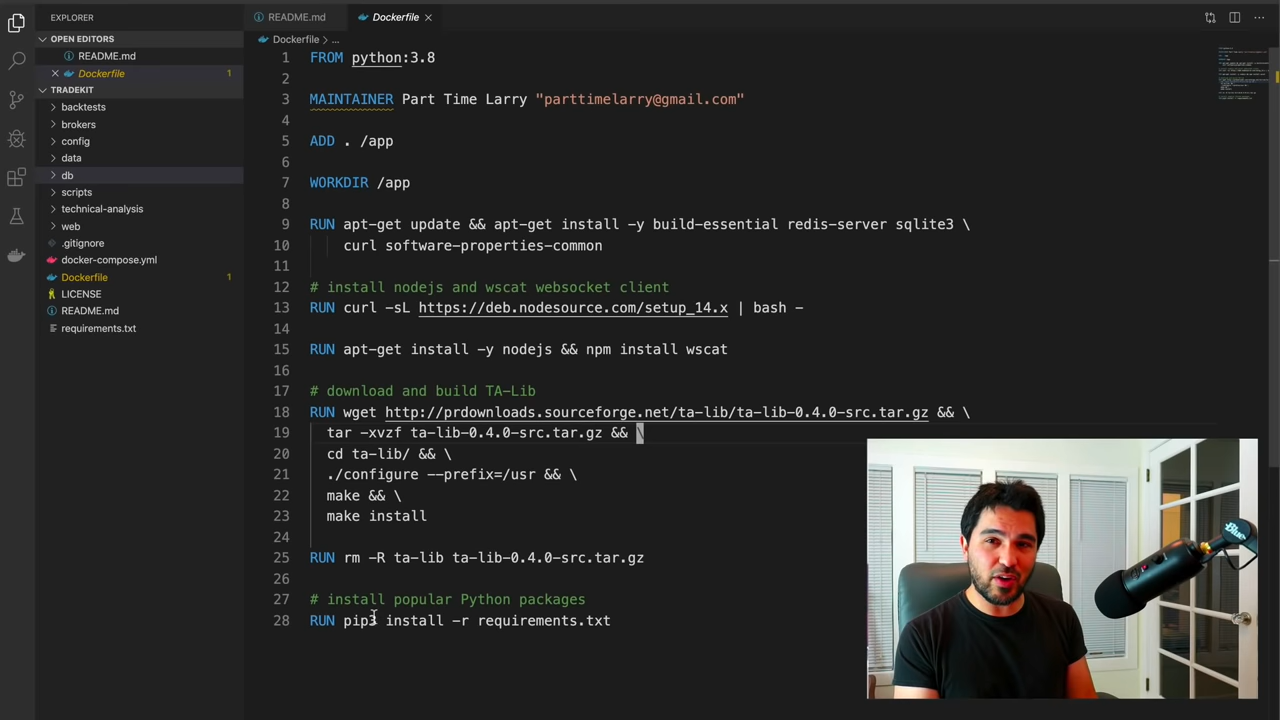 EXPLORER
OPEN EDITORS
README.md
Dockerfile 1
TRADEKIT
backtests
brokers
config
data
db
scripts
technical-analysis
web
.gitignore
docker-compose.yml
Dockerfile 1
LICENSE
README.md
requirements.txt
README.md Dockerfile
Dockerfile > ...
1 FROM python:3.8
2
3 MAINTAINER Part Time Larry "parttimelarry@gmail.com"
4
5 ADD . /app
6
7 WORKDIR /app
8
9 RUN apt-get update && apt-get install -y build-essential redis-server sqlite3 \
10 curl software-properties-common
11
12 # install nodejs and wscat websocket client
13 RUN curl -sL https://deb.nodesource.com/setup_14.x | bash -
14
15 RUN apt-get install -y nodejs && npm install wscat
16
17 # download and build TA-Lib
18 RUN wget http://prdownloads.sourceforge.net/ta-lib/ta-lib-0.4.0-src.tar.gz && \
19 tar -xvzf ta-lib-0.4.0-src.tar.gz && \
20 cd ta-lib/ && \
21 ./configure --prefix=/usr && \
22 make && \
23 make install
24
25 RUN rm -R ta-lib ta-lib-0.4.0-src.tar.gz
26
27 # install popular Python packages
28 RUN pip3 install -r requirements.txt
Blue